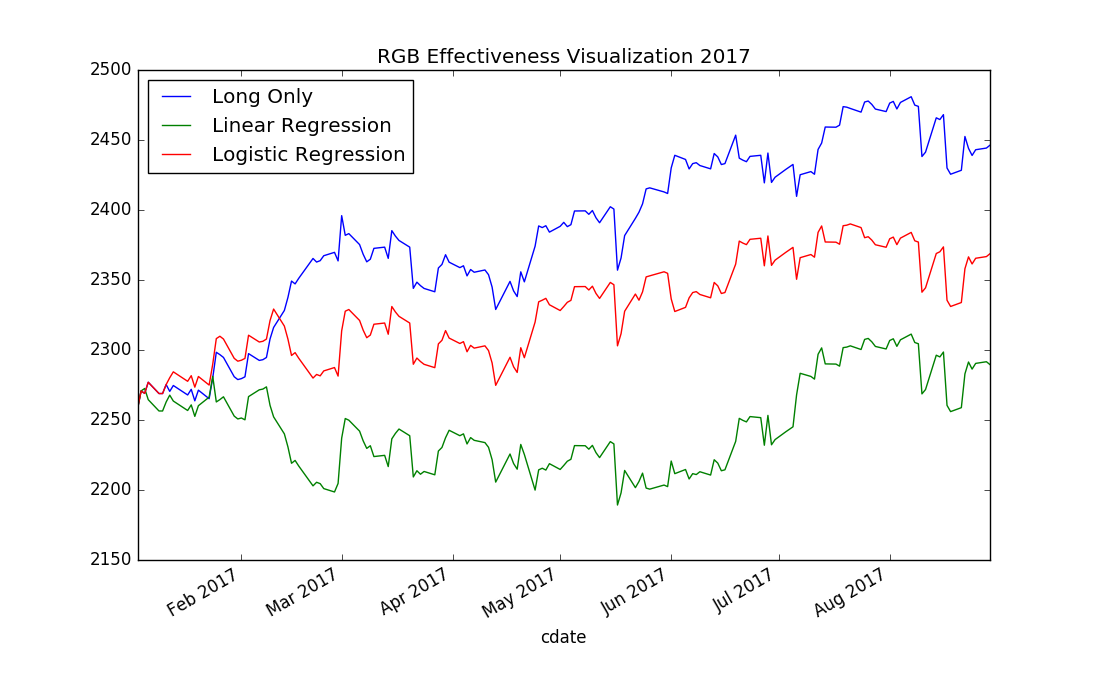 RGB Effectiveness Visualization 2017
2500
2450
2400
2350
2300
2250
2200
2150
Long Only
Linear Regression
Logistic Regression
Feb 2017
Mar 2017
Apr 2017
May 2017
Jun 2017
Jul 2017
Aug 2017
cdate